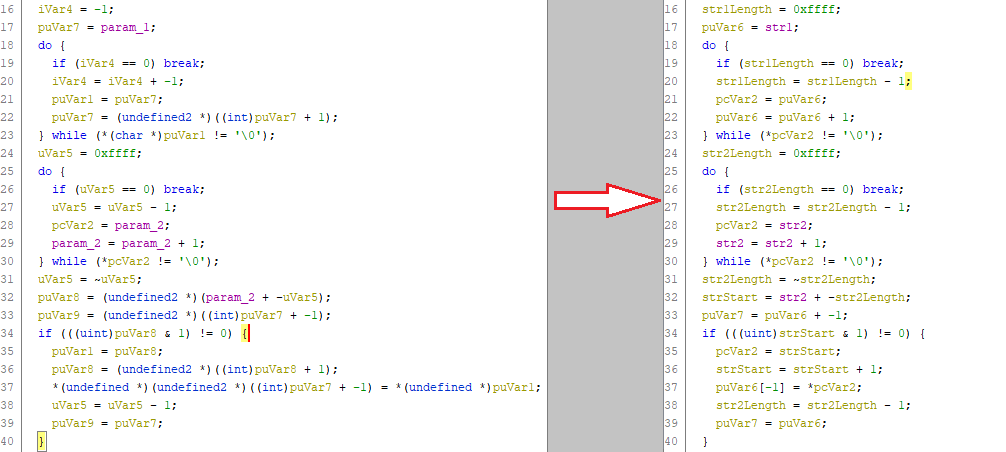 16 iVar4 = -1;
17 puVar7 = param_1;
18 do {
19 if (iVar4 == 0) break;
20 iVar4 = iVar4 + -1;
21 puVar1 = puVar7;
22 puVar7 = (undefined2 *)((int)puVar7 + 1);
23 } while (*(char *)puVar1 != '\0');
24 uVar5 = 0xffff;
25 do {
26 if (uVar5 == 0) break;
27 uVar5 = uVar5 - 1;
28 pcVar2 = param_2;
29 param_2 = param_2 + 1;
30 } while (*pcVar2 != '\0');
31 uVar5 = ~uVar5;
32 puVar8 = (undefined2 *)(param_2 + -uVar5);
33 puVar9 = (undefined2 *)((int)puVar7 + -1);
34 if (((uint)puVar8 & 1) != 0) {
35 puVar1 = puVar8;
36 puVar8 = (undefined2 *)((int)puVar8 + 1);
37 *(undefined *)(undefined2 *)((int)puVar7 + -1) = *(undefined *)puVar1;
38 uVar5 = uVar5 - 1;
39 puVar9 = puVar7;
40 }
16 str1Length = 0xffff;
17 puVar6 = str1;
18 do {
19 if (str1Length == 0) break;
20 str1Length = str1Length - 1;
21 pcVar2 = puVar6;
22 puVar6 = puVar6 + 1;
23 } while (*pcVar2 != '\0');
24 str2Length = 0xffff;
25 do {
26 if (str2Length == 0) break;
27 str2Length = str2Length - 1;
28 pcVar2 = str2;
29 str2 = str2 + 1;
30 } while (*pcVar2 != '\0');
31 str2Length = ~str2Length;
32 strStart = str2 + -str2Length;
33 puVar7 = puVar6 + -1;
34 if (((uint)strStart & 1) != 0) {
35 pcVar2 = strStart;
36 strStart = strStart + 1;
37 puVar6[-1] = *pcVar2;
38 str2Length = str2Length - 1;
39 puVar7 = puVar6;
40 }